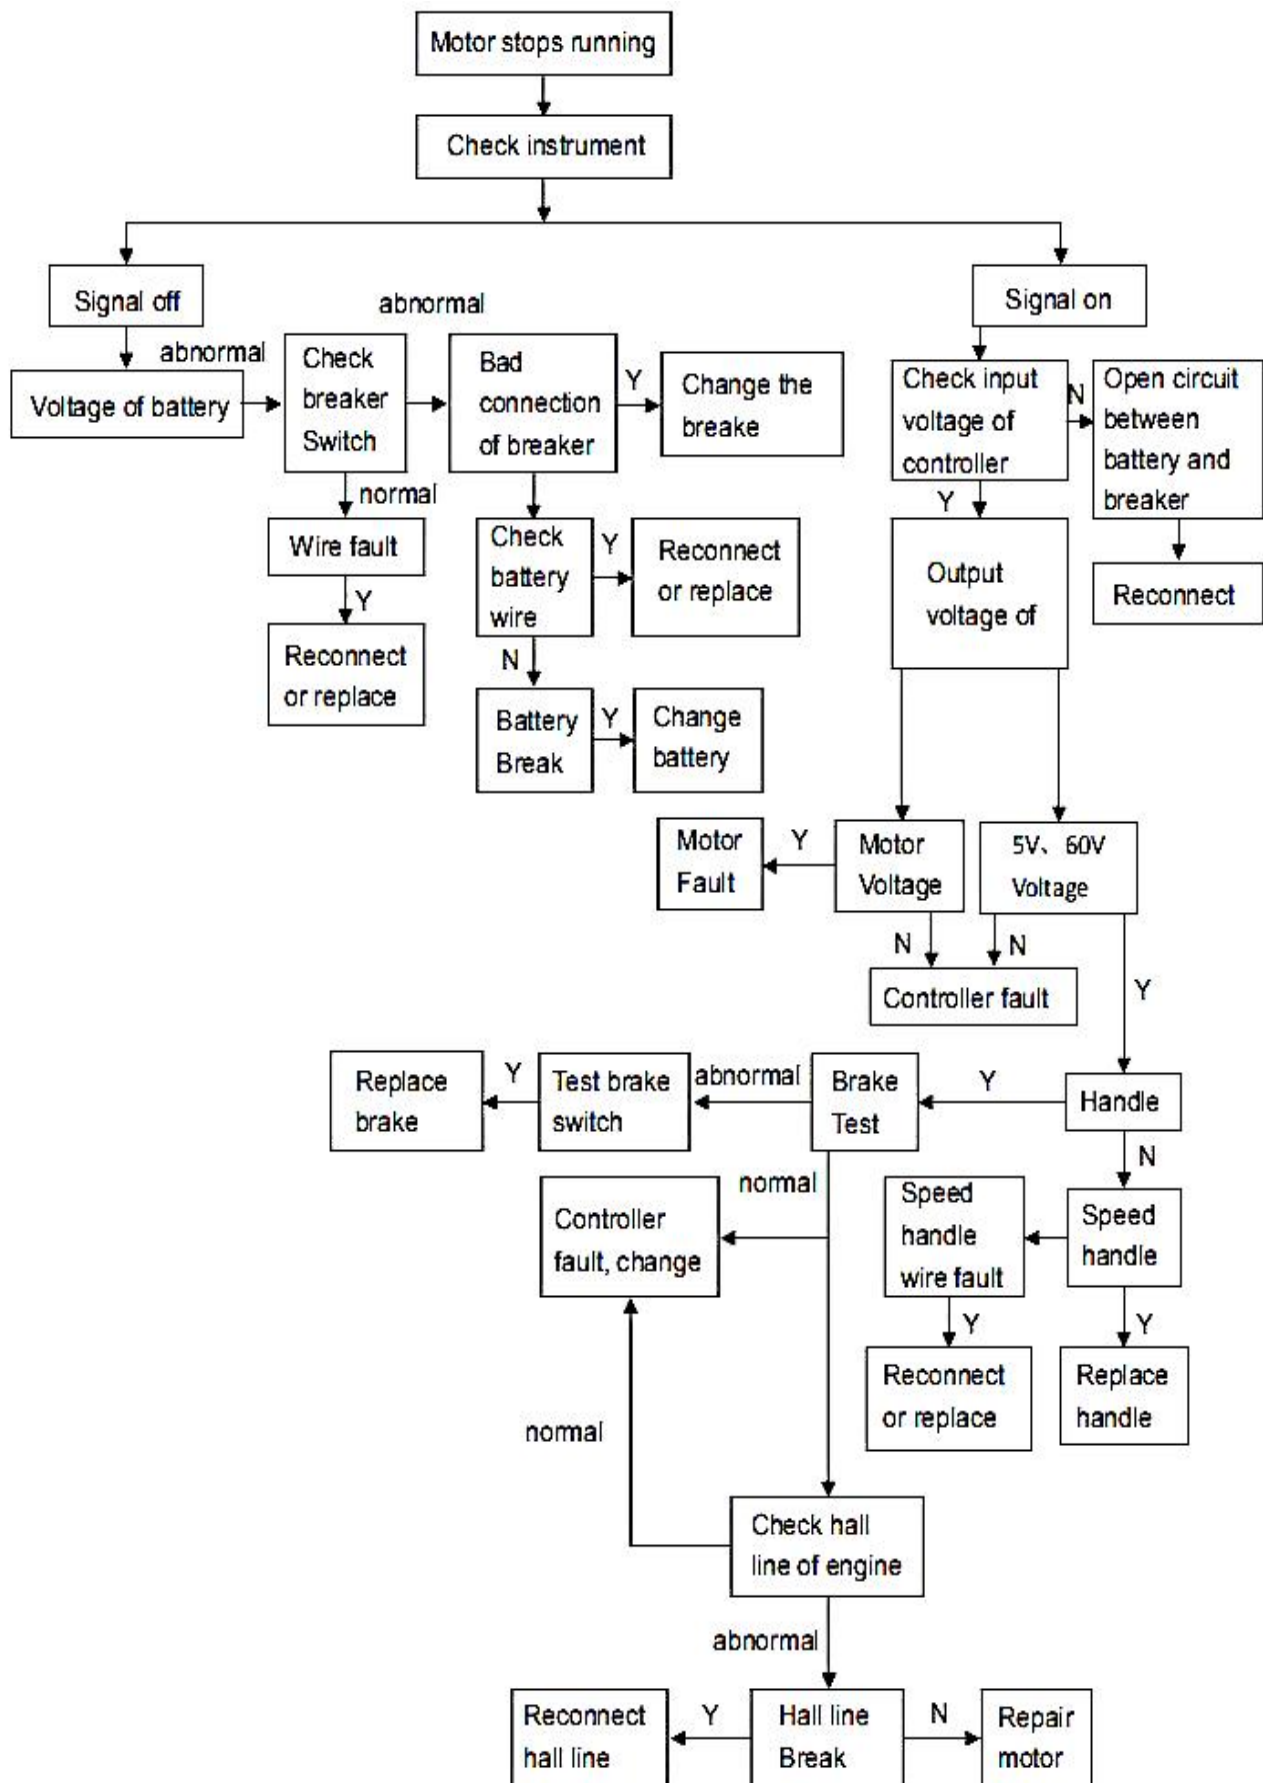 Motor stops running
Check instrument
Signal off
Signal on
abnormal
abnormal
Voltage of battery
Check
breaker
Switch
Bad
connection
of breaker
Y
Change the
breake
Check input
voltage of
controller
N
Open circuit
between
battery and
breaker
normal
Y
Wire fault
Check
battery
wire
Y
Reconnect
or replace
Output
voltage of
Reconnect
Y
Reconnect
or replace
N
Battery
Break
Y
Change
battery
Motor
Fault
Y
Motor
Voltage
5V、60V
Voltage
N
N
Controller fault
Y
Replace
brake
Y
Test brake
switch
abnormal
Brake
Test
Y
Handle
N
normal
Controller
fault, change
Speed
handle
wire fault
Speed
handle
Y
Y
Reconnect
or replace
Replace
handle
normal
Check hall
line of engine
abnormal
Reconnect
hall line
Y
Hall line
Break
N
Repair
motor